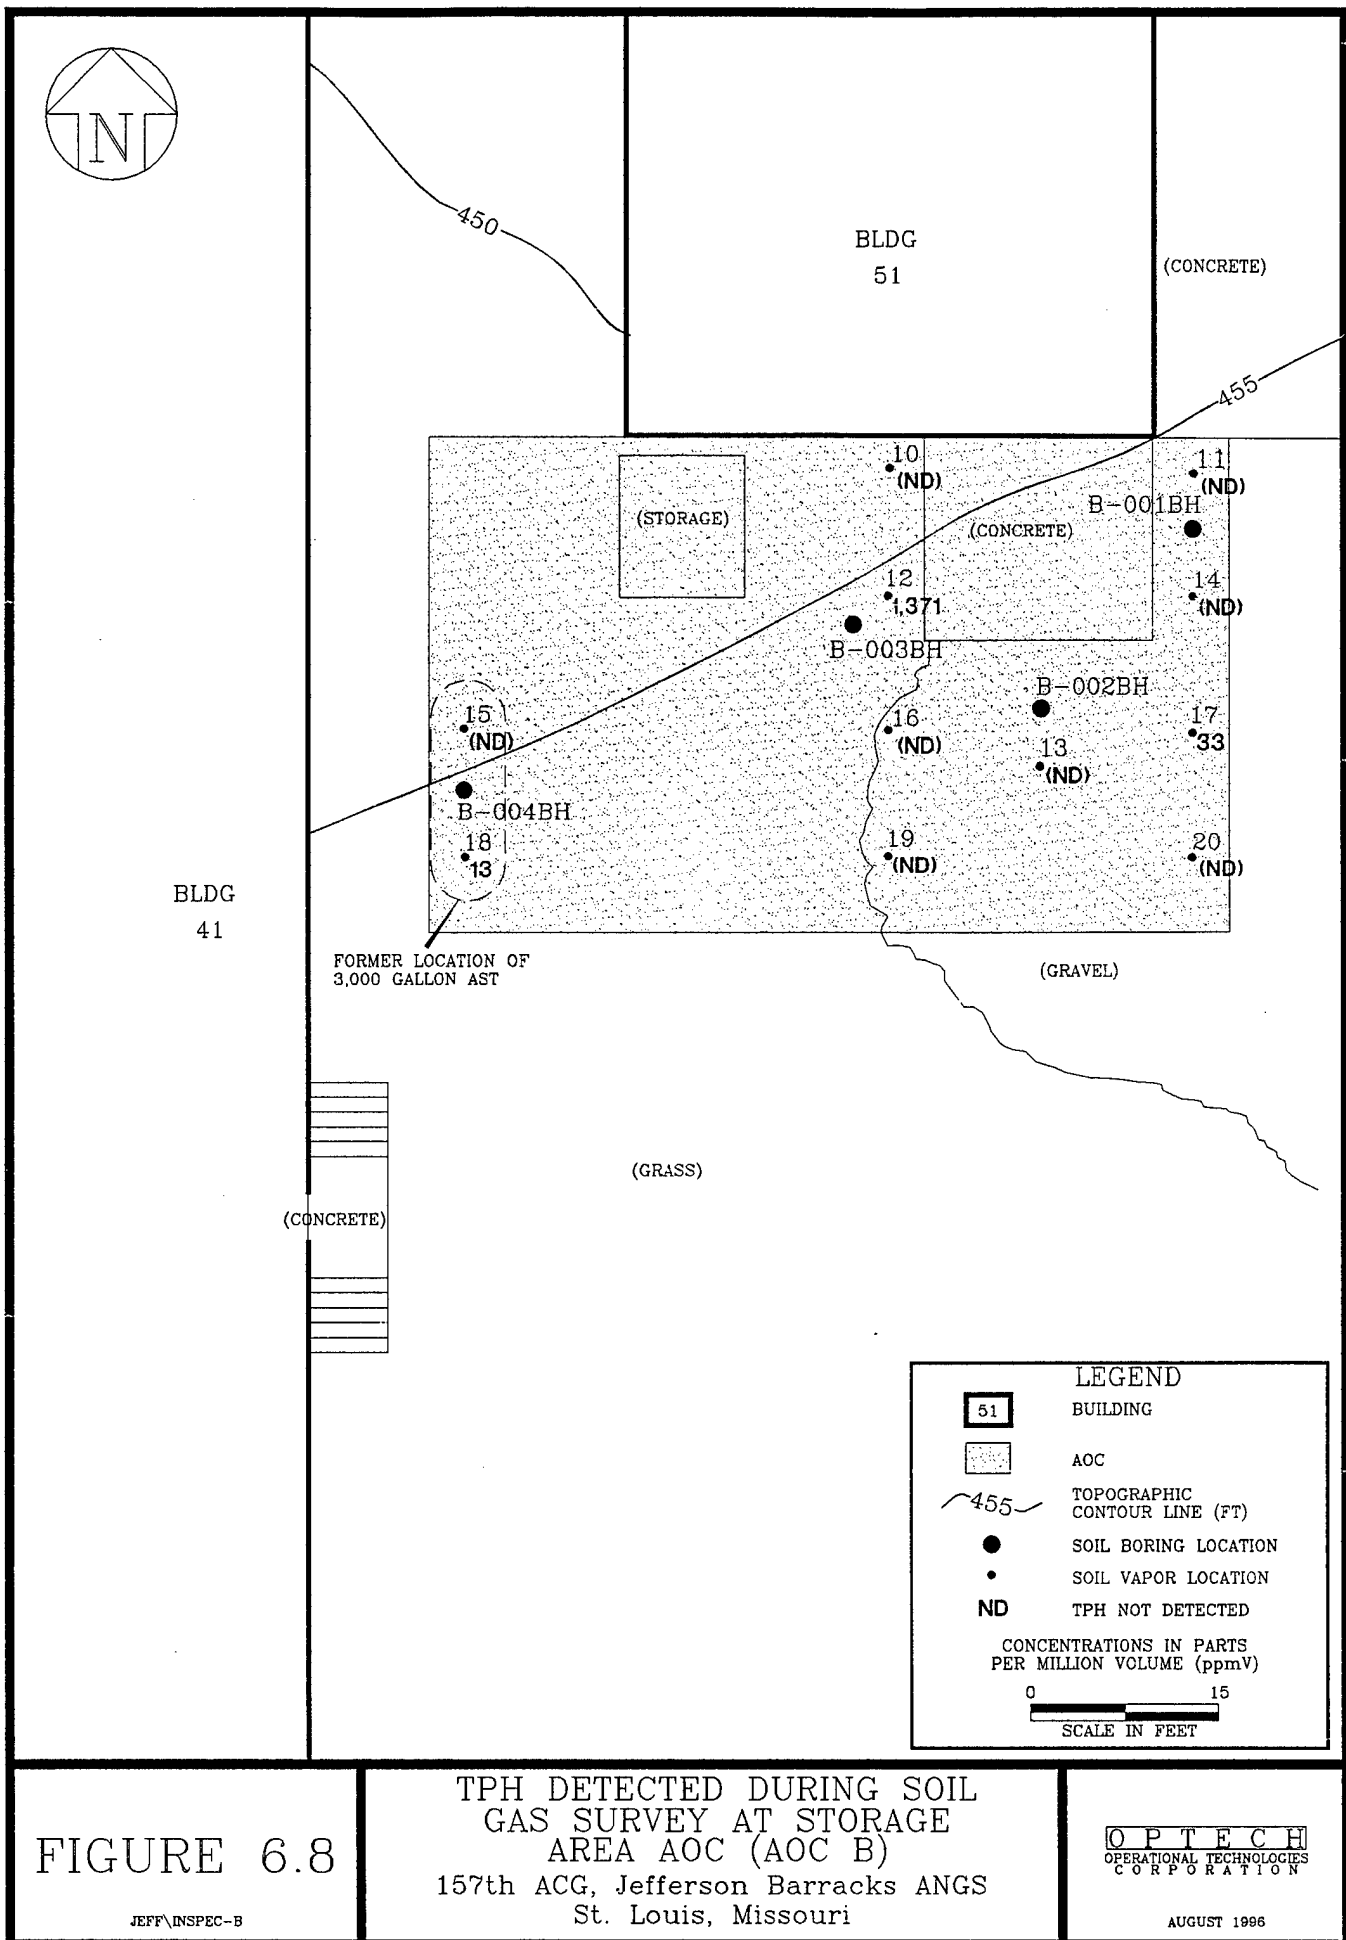 N
450
BLDG
51
(CONCRETE)
455
10
(ND)
11
(ND)
B-001BH
(STORAGE)
(CONCRETE)
12
1,371
14
(ND)
B-003BH
B-002BH
15
(ND)
16
(ND)
17
33
13
(ND)
B-004BH
18
13
19
(ND)
20
(ND)
BLDG
41
FORMER LOCATION OF
3,000 GALLON AST
(GRAVEL)
(GRASS)
(CONCRETE)
LEGEND
51 BUILDING
AOC
455 TOPOGRAPHIC
CONTOUR LINE (FT)
SOIL BORING LOCATION
SOIL VAPOR LOCATION
ND TPH NOT DETECTED
CONCENTRATIONS IN PARTS
PER MILLION VOLUME (ppmV)
0 15
SCALE IN FEET
FIGURE 6.8
JEFF\INSPEC-B
TPH DETECTED DURING SOIL
GAS SURVEY AT STORAGE
AREA AOC (AOC B)
157th ACG, Jefferson Barracks ANGS
St. Louis, Missouri
OPTECH
OPERATIONAL TECHNOLOGIES
CORPORATION
AUGUST 1996